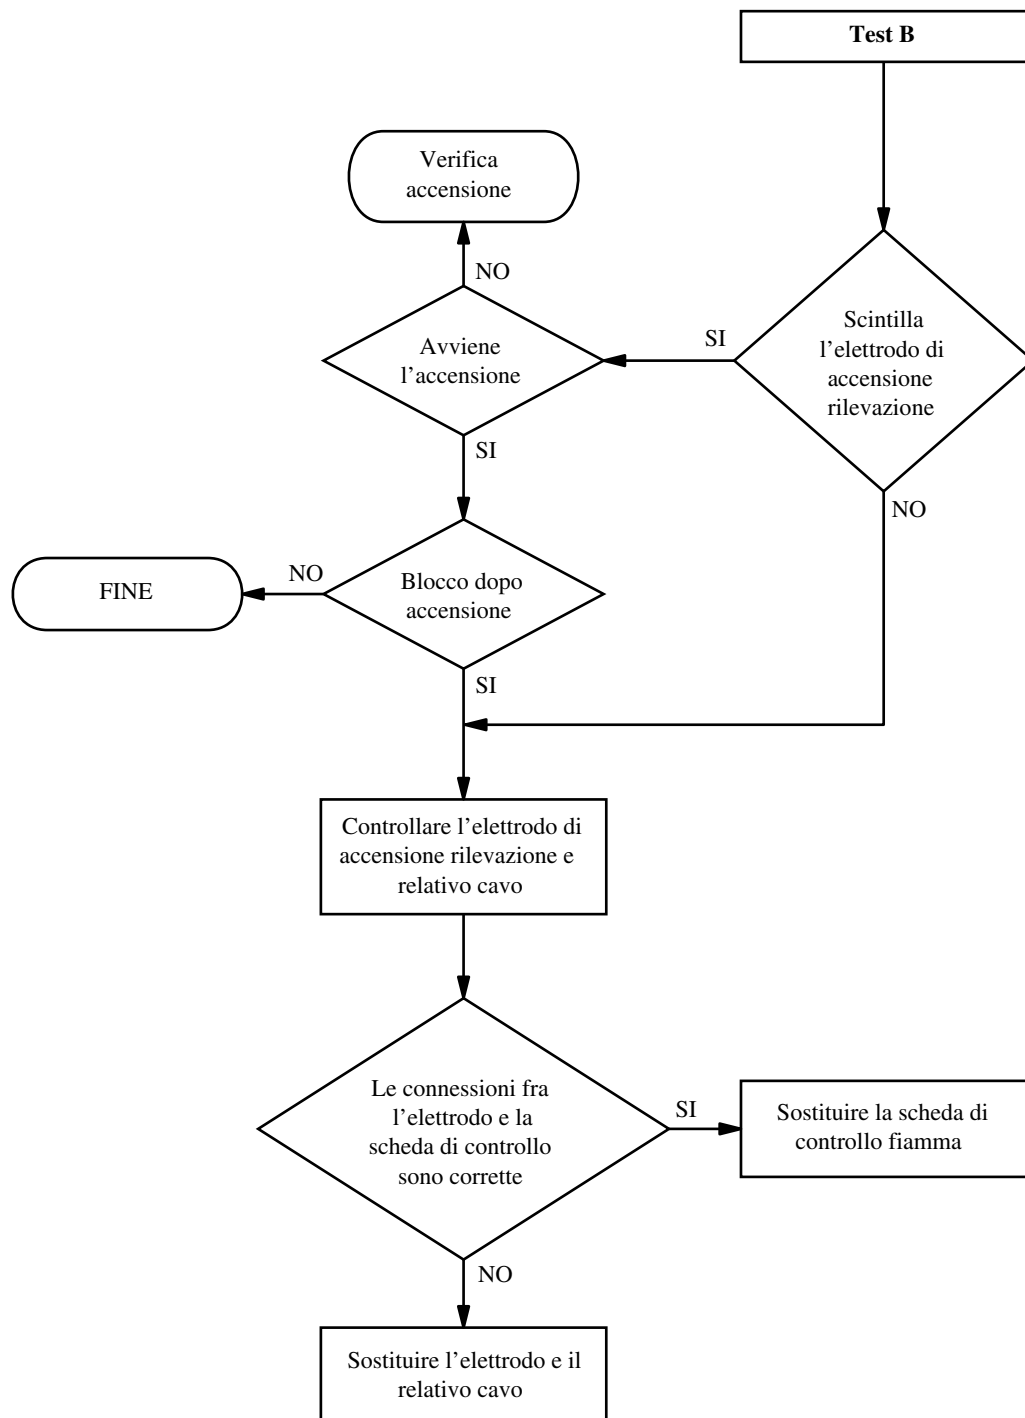 Test B
Verifica
accensione
NO
Avviene
l’accensione
SI
Scintilla
l’elettrodo di
accensione
rilevazione
SI
NO
FINE
NO
Blocco dopo
accensione
SI
Controllare l’elettrodo di
accensione rilevazione e
relativo cavo
Le connessioni fra
l’elettrodo e la
scheda di controllo
sono corrette
SI
Sostituire la scheda di
controllo fiamma
NO
Sostituire l’elettrodo e il
relativo cavo